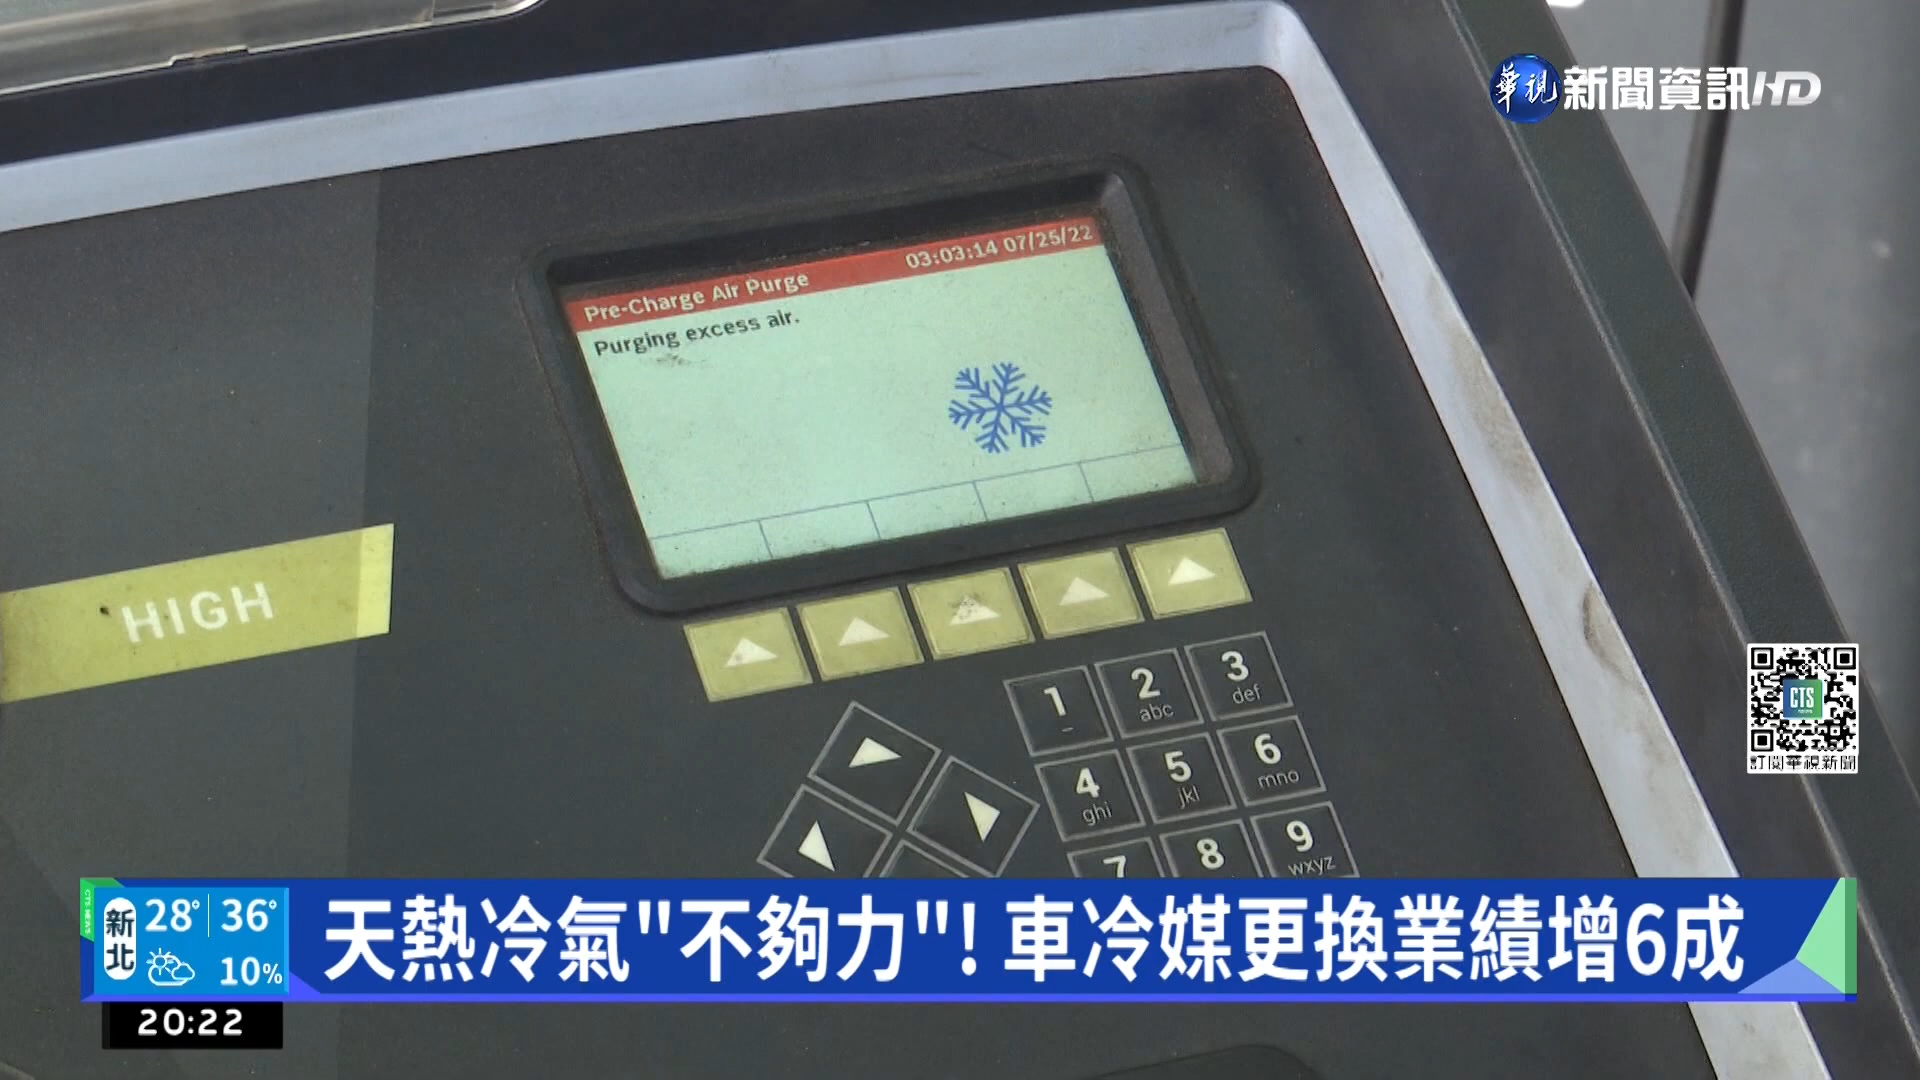 華視新聞資訊HD
03:03:14 07/25/22
Pre-Charge Air Purge
Purging excess air.
HIGH
1
2 abc
3 def
4 ghi
5 jkl
6 mno
7
8
9 wxyz
CTS
訂閱華視新聞
CTS NEWS
新北
28° 36°
10%
天熱冷氣"不夠力"! 車冷媒更換業績增6成
20:22